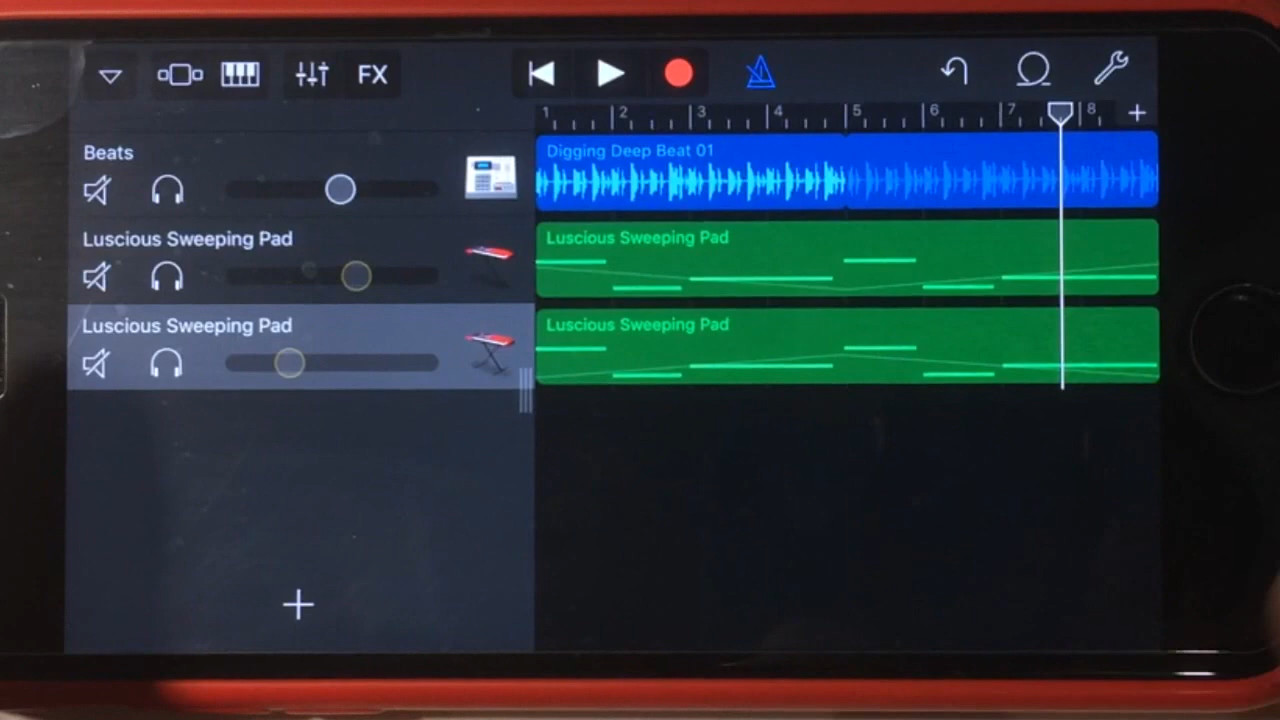 FX
1 2 3 4 5 6 7 8
Beats
Digging Deep Beat 01
Luscious Sweeping Pad
Luscious Sweeping Pad
Luscious Sweeping Pad
Luscious Sweeping Pad